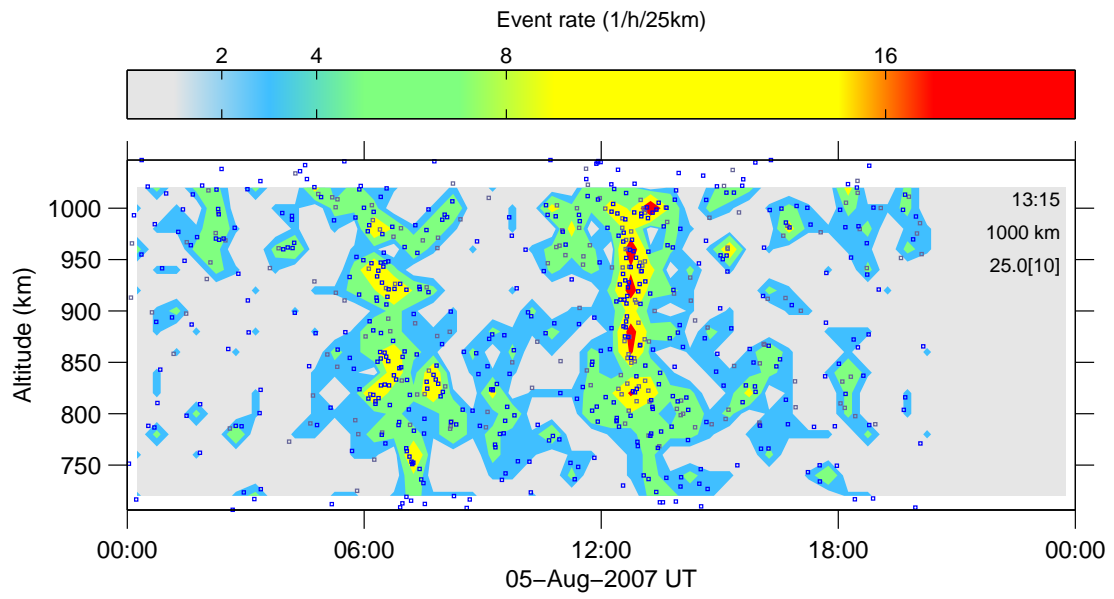 Event rate (1/h/25km)
2 4 8 16
13:15
1000 km
25.0[10]
1000
950
900
850
800
750
Altitude (km)
00:00 06:00 12:00 18:00 00:00
05−Aug−2007 UT